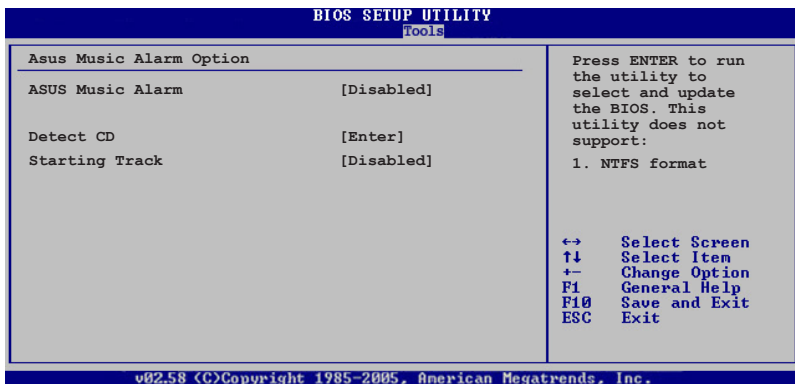 BIOS SETUP UTILITY
Tools
Asus Music Alarm Option
ASUS Music Alarm [Disabled]
Detect CD [Enter]
Starting Track [Disabled]
Press ENTER to run
the utility to
select and update
the BIOS. This
utility does not
support:
1. NTFS format
←→ Select Screen
↑↓ Select Item
+- Change Option
F1 General Help
F10 Save and Exit
ESC Exit
v02.58 (C)Copyright 1985-2005, American Megatrends, Inc.